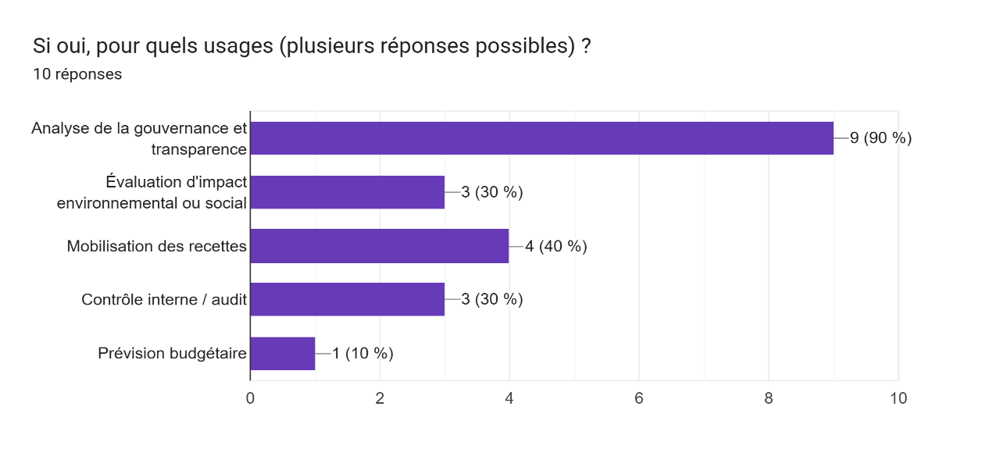 Si oui, pour quels usages (plusieurs réponses possibles) ?
10 réponses
Analyse de la gouvernance et
transparence
9 (90 %)
Évaluation d'impact
environnemental ou social
3 (30 %)
Mobilisation des recettes
4 (40 %)
Contrôle interne / audit
3 (30 %)
Prévision budgétaire
1 (10 %)
0 2 4 6 8 10